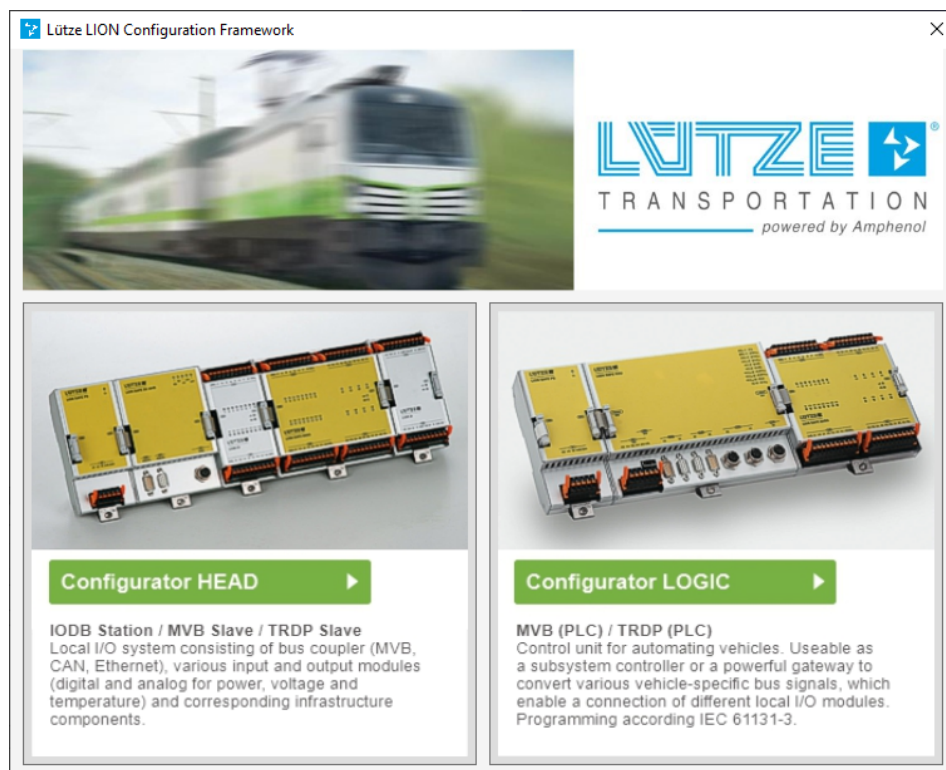 Lütze LION Configuration Framework
LÜTZE ®
TRANSPORTATION
powered by Amphenol
Configurator HEAD
IODB Station / MVB Slave / TRDP Slave
Local I/O system consisting of bus coupler (MVB,
CAN, Ethernet), various input and output modules
(digital and analog for power, voltage and
temperature) and corresponding infrastructure
components.
Configurator LOGIC
MVB (PLC) / TRDP (PLC)
Control unit for automating vehicles. Useable as
a subsystem controller or a powerful gateway to
convert various vehicle-specific bus signals, which
enable a connection of different local I/O modules.
Programming according IEC 61131-3.